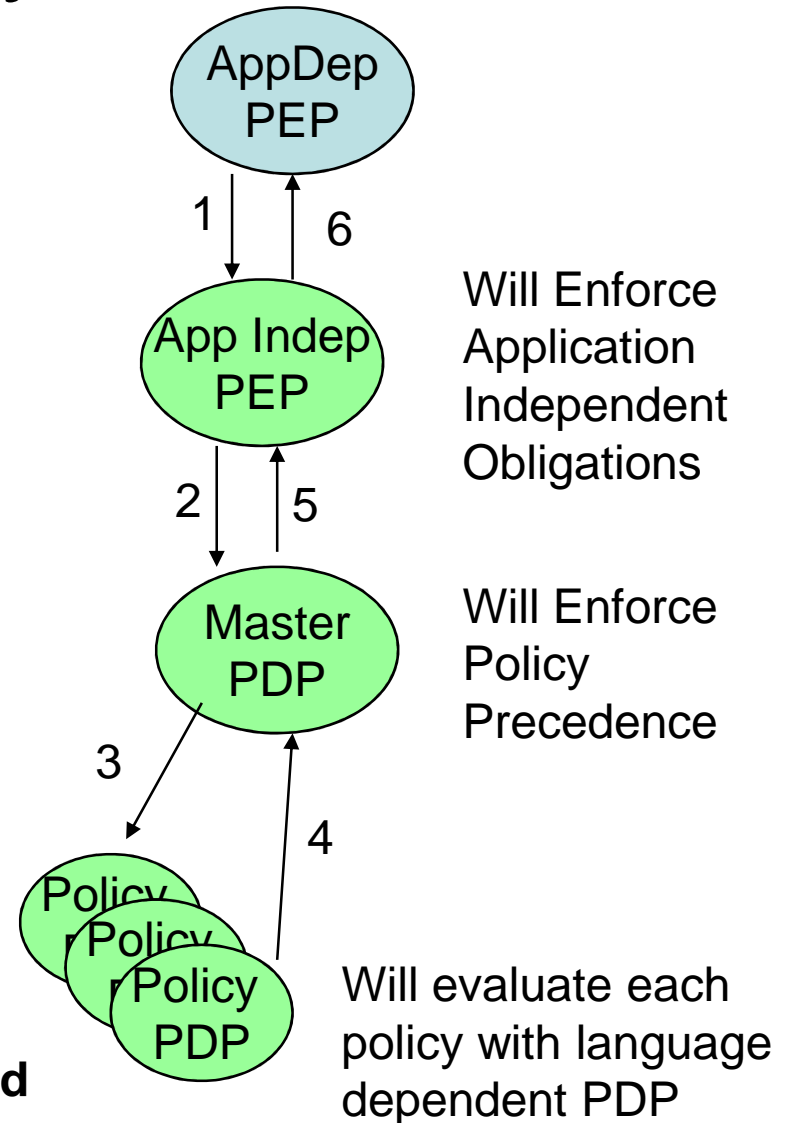 AppDep
PEP
1
6
App Indep
PEP
Will Enforce
Application
Independent
Obligations
2
5
Master
PDP
Will Enforce
Policy
Precedence
3
4
Policy
Policy
Policy
PDP
Will evaluate each
policy with language
dependent PDP
d